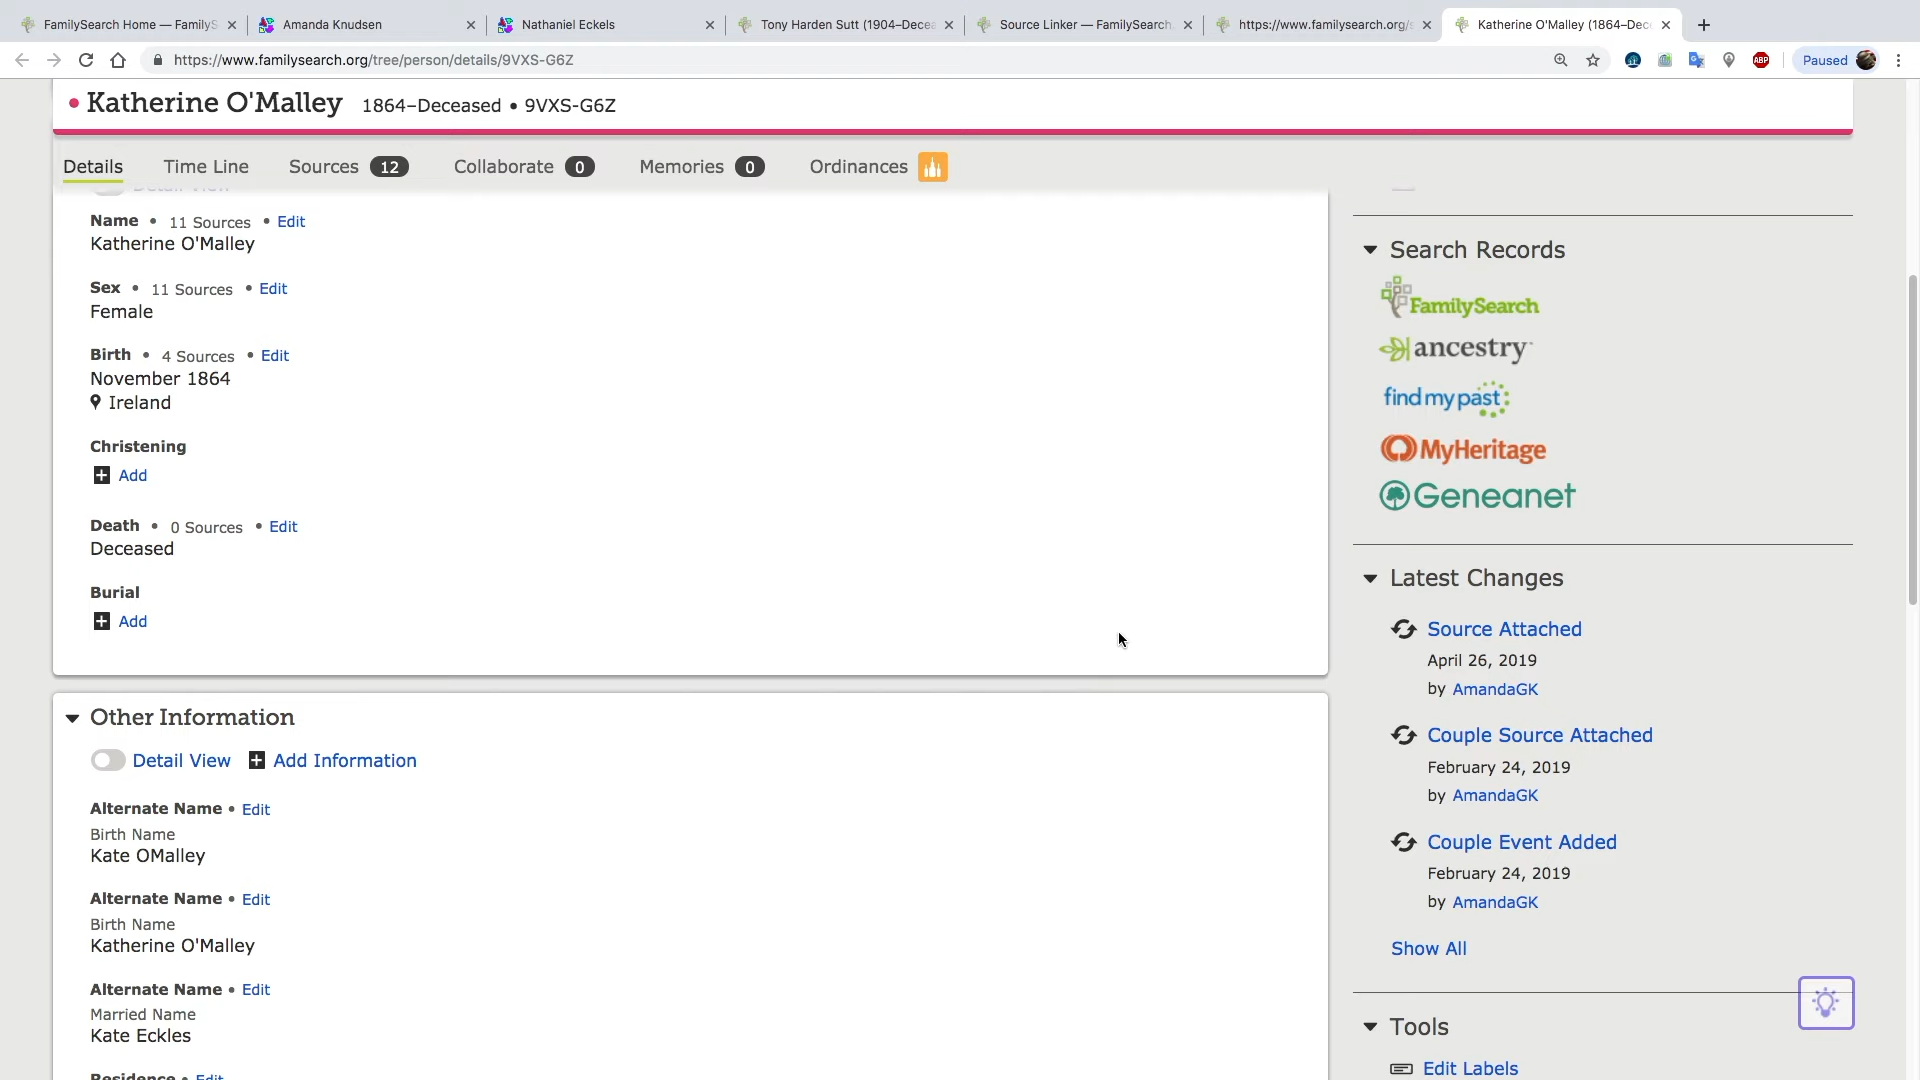 FamilySearch Home — FamilyS
Amanda Knudsen
Nathaniel Eckels
Tony Harden Sutt (1904–Decea
Source Linker — FamilySearch.
https://www.familysearch.org/
Katherine O'Malley (1864–Dec
https://www.familysearch.org/tree/person/details/9VXS-G6Z
ABP
Paused
Katherine O'Malley 1864–Deceased • 9VXS-G6Z
Details
Time Line
Sources 12
Collaborate 0
Memories 0
Ordinances
Detail View
Name • 11 Sources • Edit
Katherine O'Malley
Sex • 11 Sources • Edit
Female
Birth • 4 Sources • Edit
November 1864
Ireland
Christening
Add
Death • 0 Sources • Edit
Deceased
Burial
Add
Other Information
Detail View
Add Information
Alternate Name • Edit
Birth Name
Kate OMalley
Alternate Name • Edit
Birth Name
Katherine O'Malley
Alternate Name • Edit
Married Name
Kate Eckles
Residence • Edit
Search Records
FamilySearch
ancestry
findmypast
MyHeritage
Geneanet
Latest Changes
Source Attached
April 26, 2019
by AmandaGK
Couple Source Attached
February 24, 2019
by AmandaGK
Couple Event Added
February 24, 2019
by AmandaGK
Show All
Tools
Edit Labels